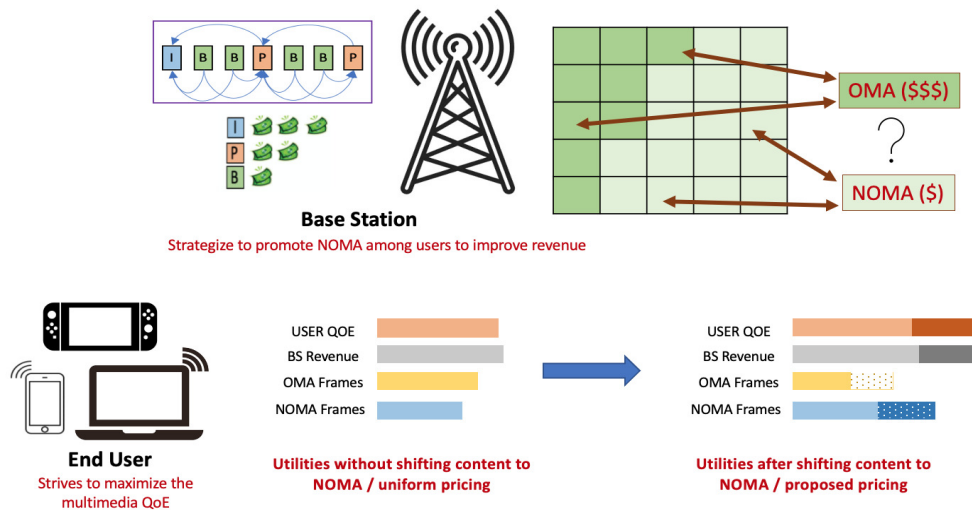 I B B P B B P
I
P
B
OMA ($$$)
?
NOMA ($)
Base Station
Strategize to promote NOMA among users to improve revenue
USER QOE
BS Revenue
OMA Frames
NOMA Frames
USER QOE
BS Revenue
OMA Frames
NOMA Frames
End User
Strives to maximize the
multimedia QoE
Utilities without shifting content to
NOMA / uniform pricing
Utilities after shifting content to
NOMA / proposed pricing